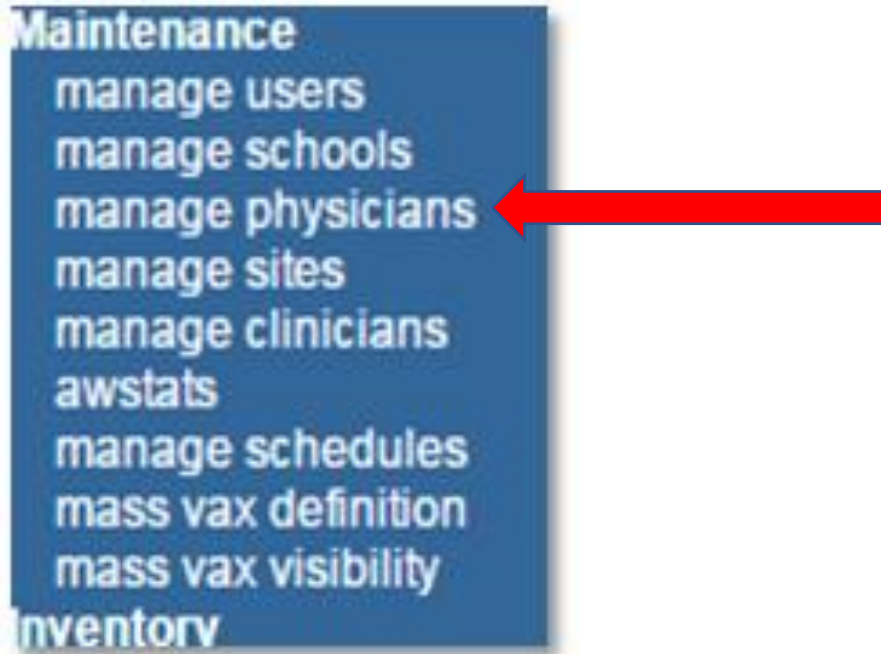 Maintenance
manage users
manage schools
manage physicians
manage sites
manage clinicians
awstats
manage schedules
mass vax definition
mass vax visibility
Inventory